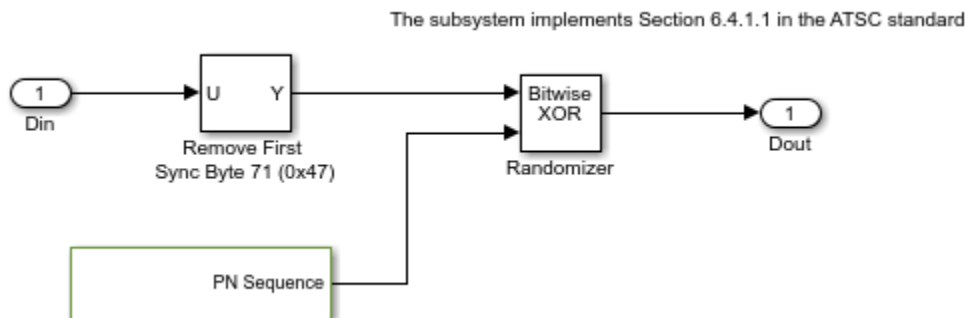 The subsystem implements Section 6.4.1.1 in the ATSC standard
1
Din
U Y
Remove First
Sync Byte 71 (0x47)
Bitwise
XOR
Randomizer
1
Dout
PN Sequence